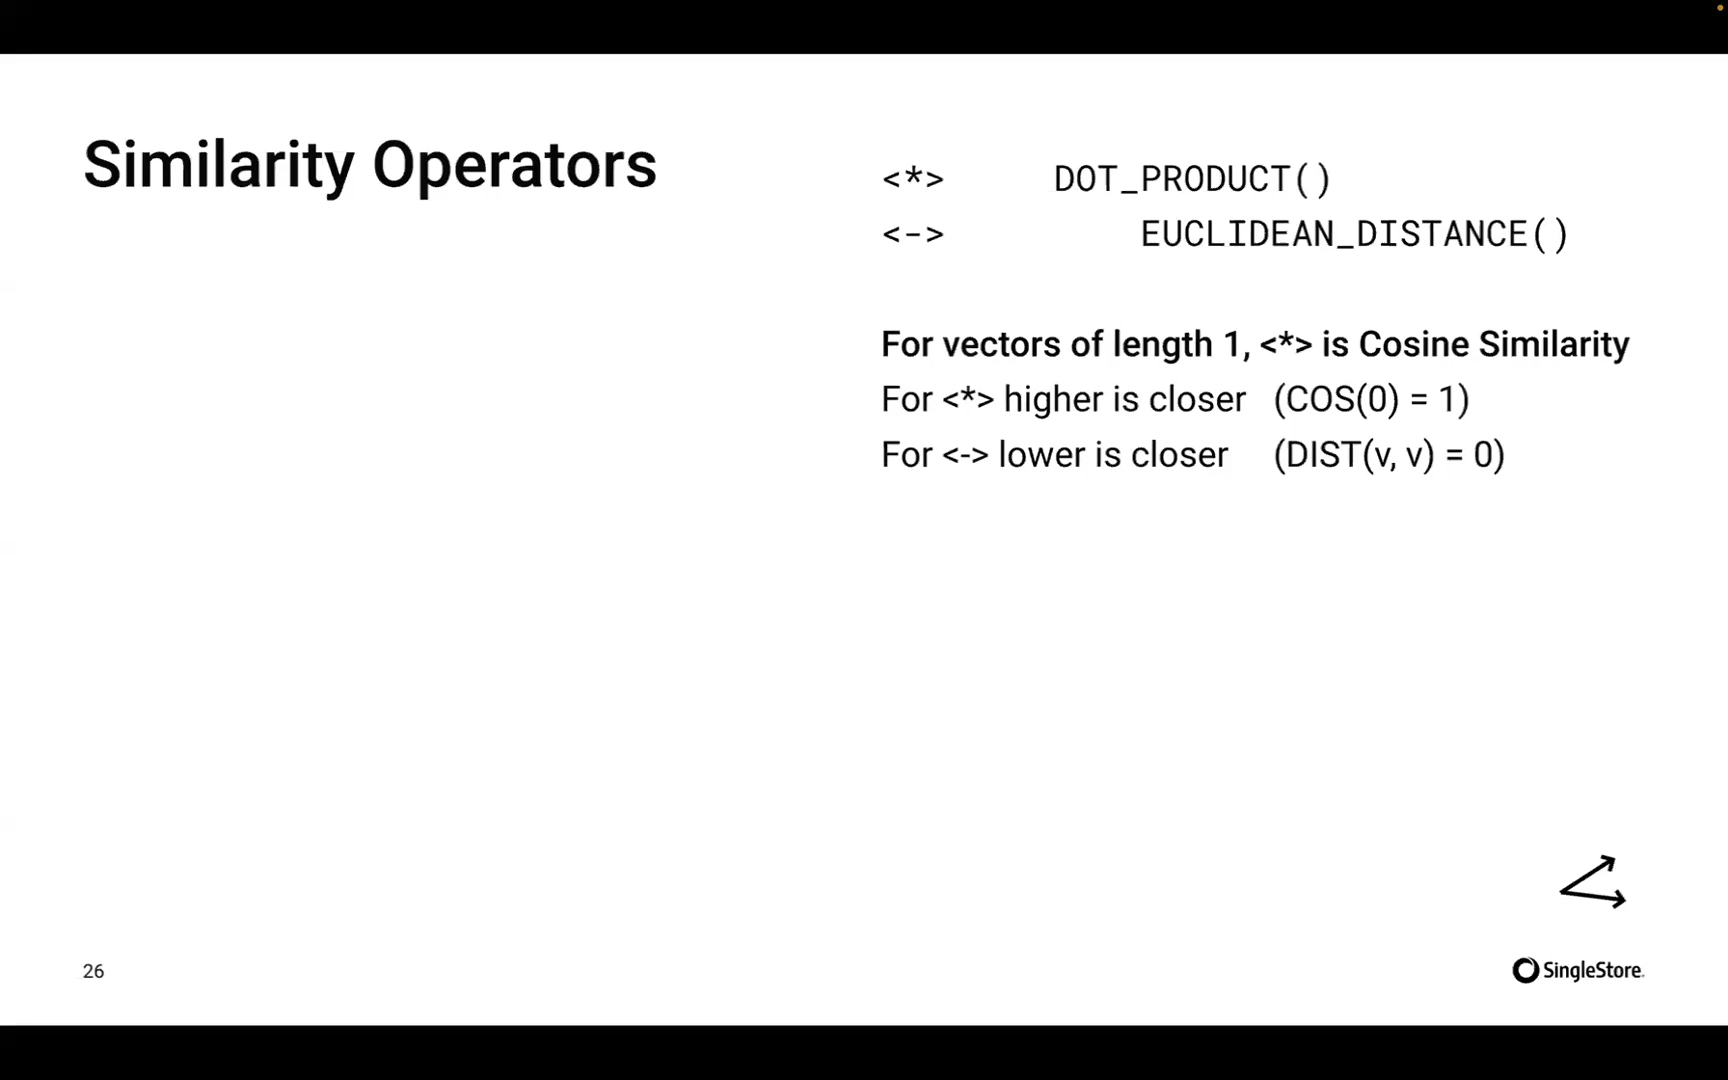 Similarity Operators
<*> DOT_PRODUCT()
<-> EUCLIDEAN_DISTANCE()
For vectors of length 1, <*> is Cosine Similarity
For <*> higher is closer (COS(0) = 1)
For <-> lower is closer (DIST(v, v) = 0)
26
SingleStore